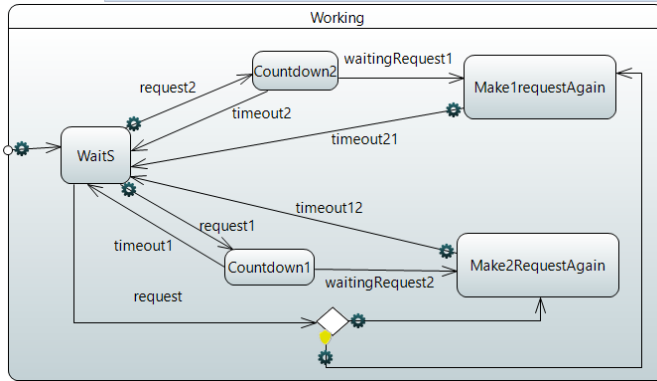 Working
Countdown2
waitingRequest1
Make1requestAgain
request2
timeout2
timeout21
WaitS
timeout12
request1
timeout1
Countdown1
Make2RequestAgain
waitingRequest2
request